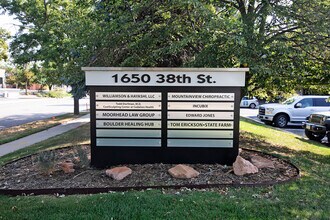 1650 38th St.
WILLIAMSON & HAYASHI, LLC
MOUNTAINVIEW CHIROPRACTIC
INCUBIX
MOORHEAD LAW GROUP
EDWARD JONES
BOULDER HEALING HUB
TOM ERICKSON • STATE FARM